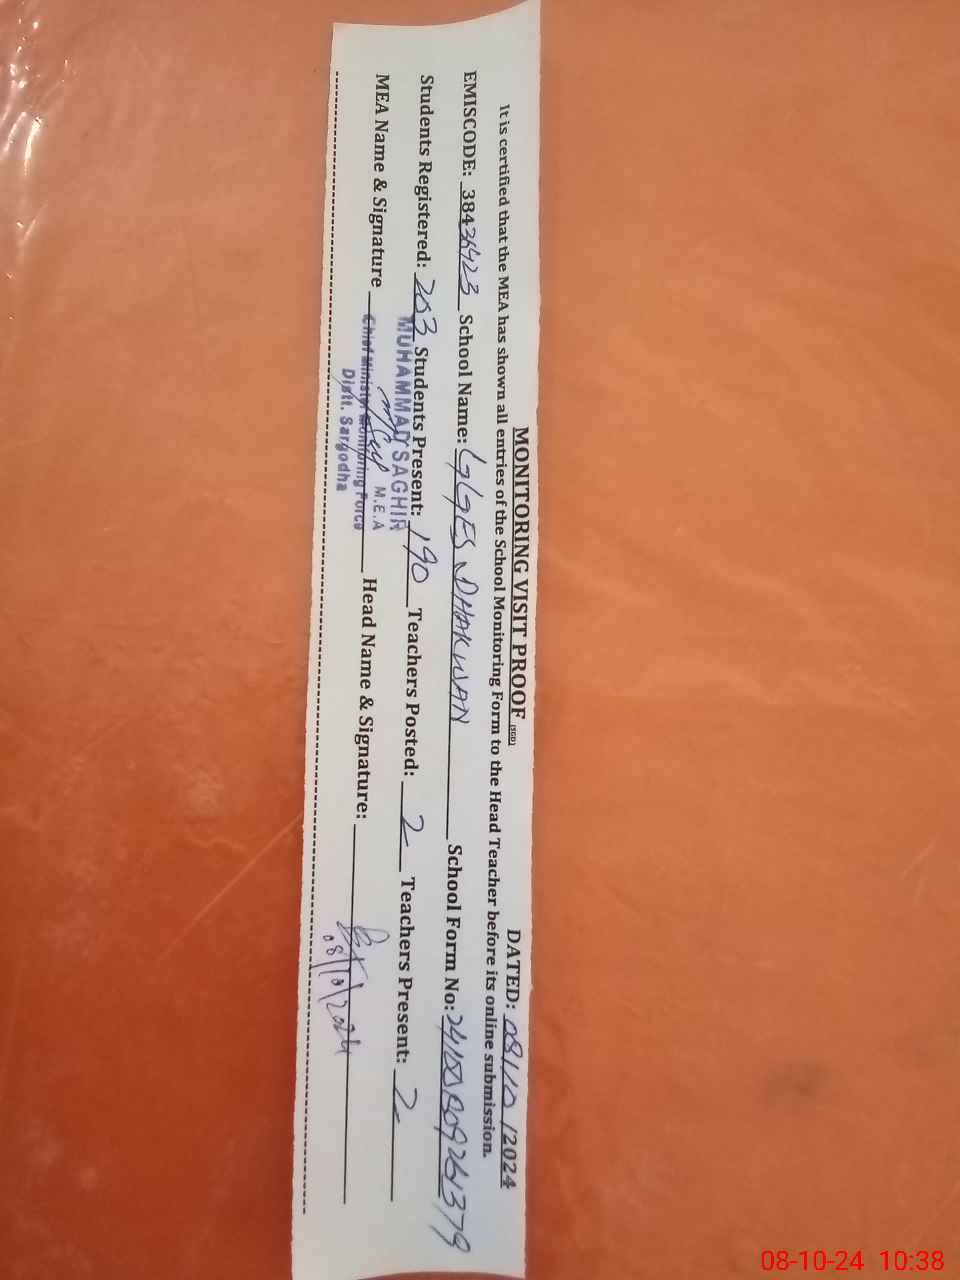 MONITORING VISIT PROOF (SGD) DATED: 08/10/2024
It is certified that the MEA has shown all entries of the School Monitoring Form to the Head Teacher before its online submission.
EMISCODE: 38436423 School Name: GGES DHAKWAN School Form No:
Students Registered: 203 Students Present: 190 Teachers Posted: 2 Teachers Present: 2
MUHAMMAD SAGHIR
M.E.A
MEA Name & Signature Head Name & Signature:
Chief Minister Monitoring Force
Distt. Sargodha
08/10/2024
08-10-24 10:38